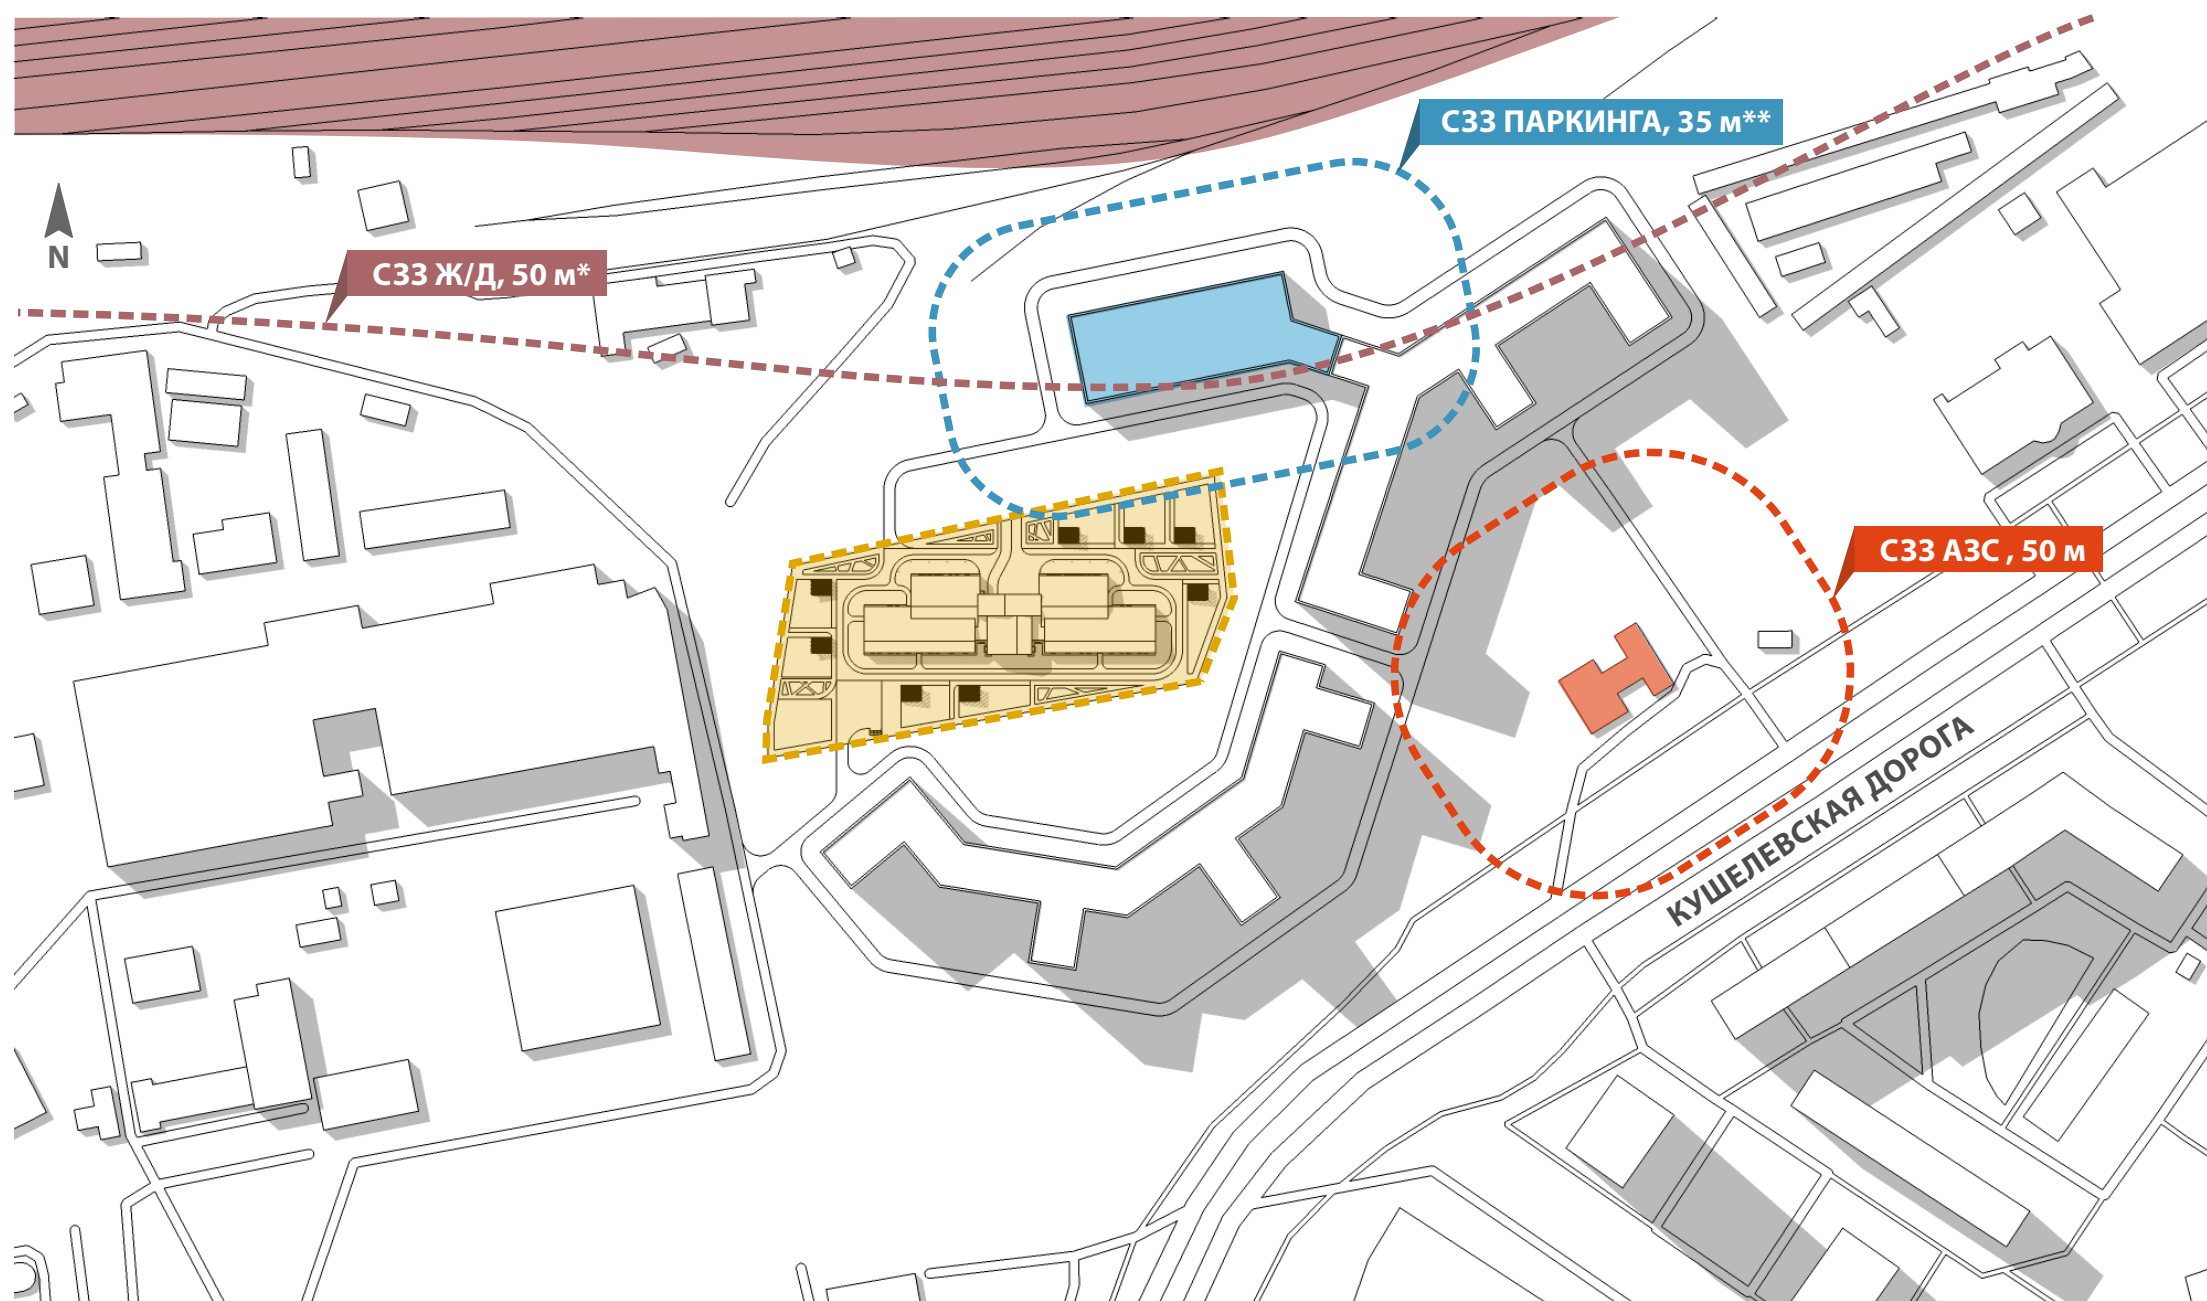 СЗЗ ПАРКИНГА, 35 м**
N
СЗЗ Ж/Д, 50 м*
СЗЗ АЗС , 50 м
КУШЕЛЕВСКАЯ ДОРОГА